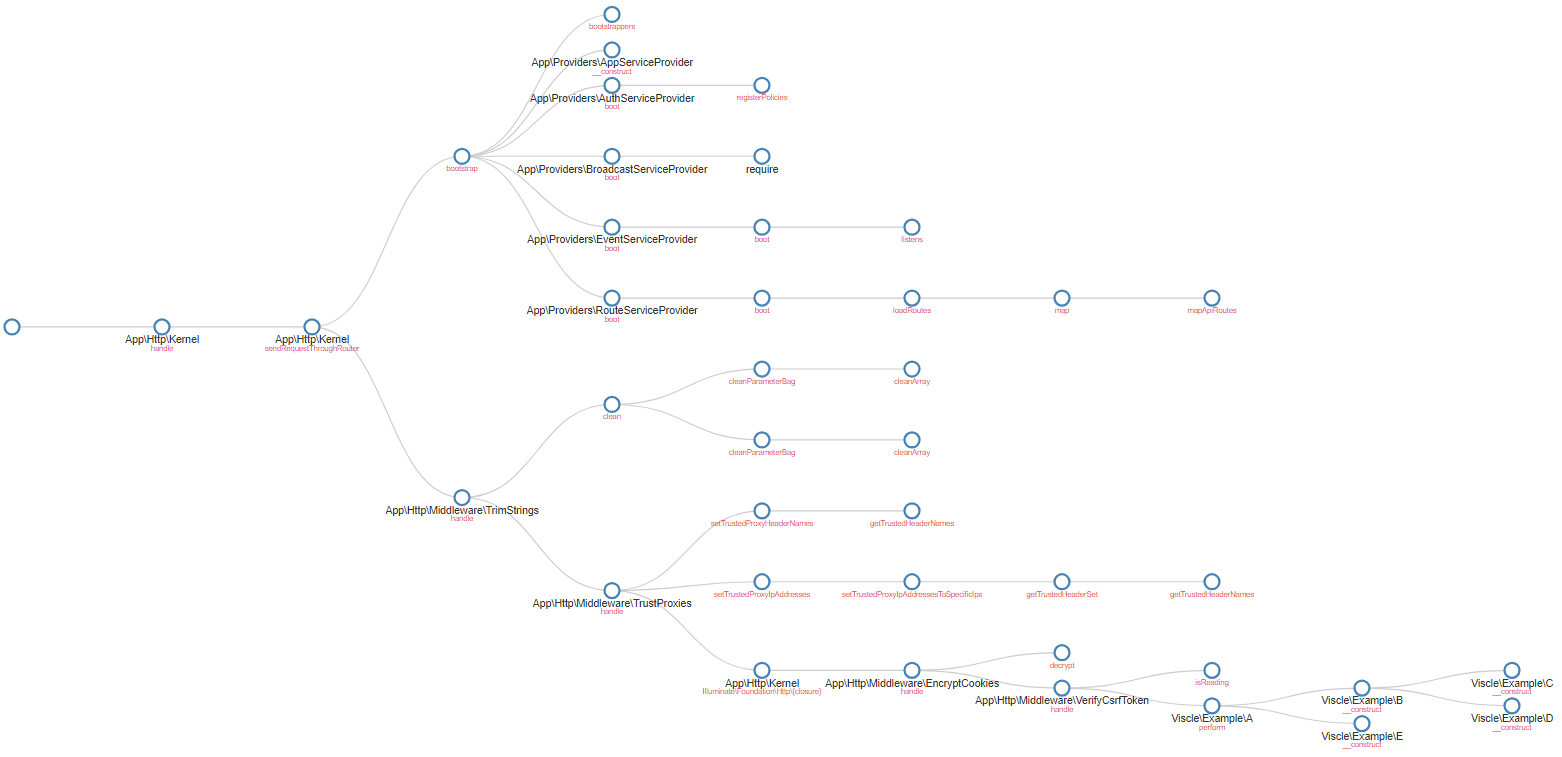 bootstrappers
App\Providers\AppServiceProvider
__construct
App\Providers\AuthServiceProvider
boot
registerPolicies
bootstrap
App\Providers\BroadcastServiceProvider
boot
require
App\Providers\EventServiceProvider
boot
boot
listens
App\Providers\RouteServiceProvider
boot
boot
loadRoutes
map
mapApiRoutes
App\Http\Kernel
handle
App\Http\Kernel
sendRequestThroughRouter
cleanParameterBag
cleanArray
clean
cleanParameterBag
cleanArray
App\Http\Middleware\TrimStrings
handle
setTrustedProxyHeaderNames
getTrustedHeaderNames
App\Http\Middleware\TrustProxies
handle
setTrustedProxyIpAddresses
setTrustedProxyIpAddressesToSpecificIps
getTrustedHeaderSet
getTrustedHeaderNames
decrypt
App\Http\Kernel
Illuminate\Foundation\Http\{closure}
App\Http\Middleware\EncryptCookies
handle
App\Http\Middleware\VerifyCsrfToken
handle
isReading
Viscle\Example\A
perform
Viscle\Example\B
__construct
Viscle\Example\E
__construct
Viscle\Example\C
__construct
Viscle\Example\D
__construct